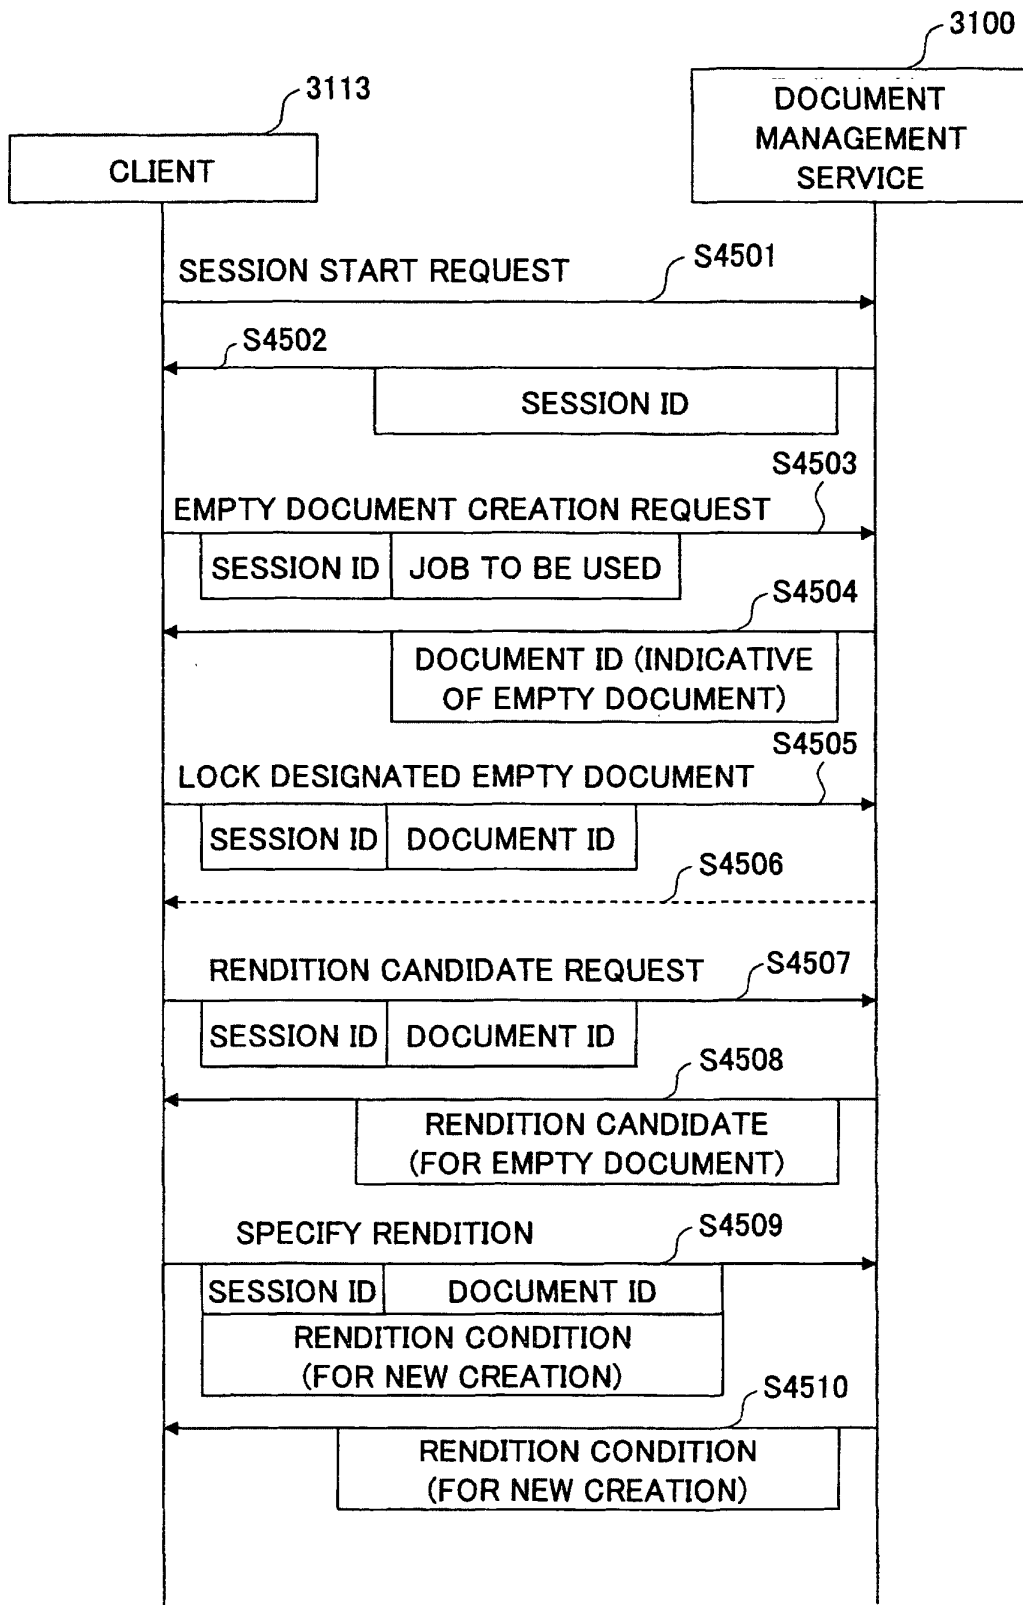 3100
3113
DOCUMENT
MANAGEMENT
SERVICE
CLIENT
SESSION START REQUEST
S4501
S4502
SESSION ID
S4503
EMPTY DOCUMENT CREATION REQUEST
SESSION ID JOB TO BE USED
S4504
DOCUMENT ID (INDICATIVE
OF EMPTY DOCUMENT)
S4505
LOCK DESIGNATED EMPTY DOCUMENT
SESSION ID DOCUMENT ID
S4506
RENDITION CANDIDATE REQUEST
S4507
SESSION ID DOCUMENT ID
S4508
RENDITION CANDIDATE
(FOR EMPTY DOCUMENT)
SPECIFY RENDITION
S4509
SESSION ID DOCUMENT ID
RENDITION CONDITION
(FOR NEW CREATION)
S4510
RENDITION CONDITION
(FOR NEW CREATION)